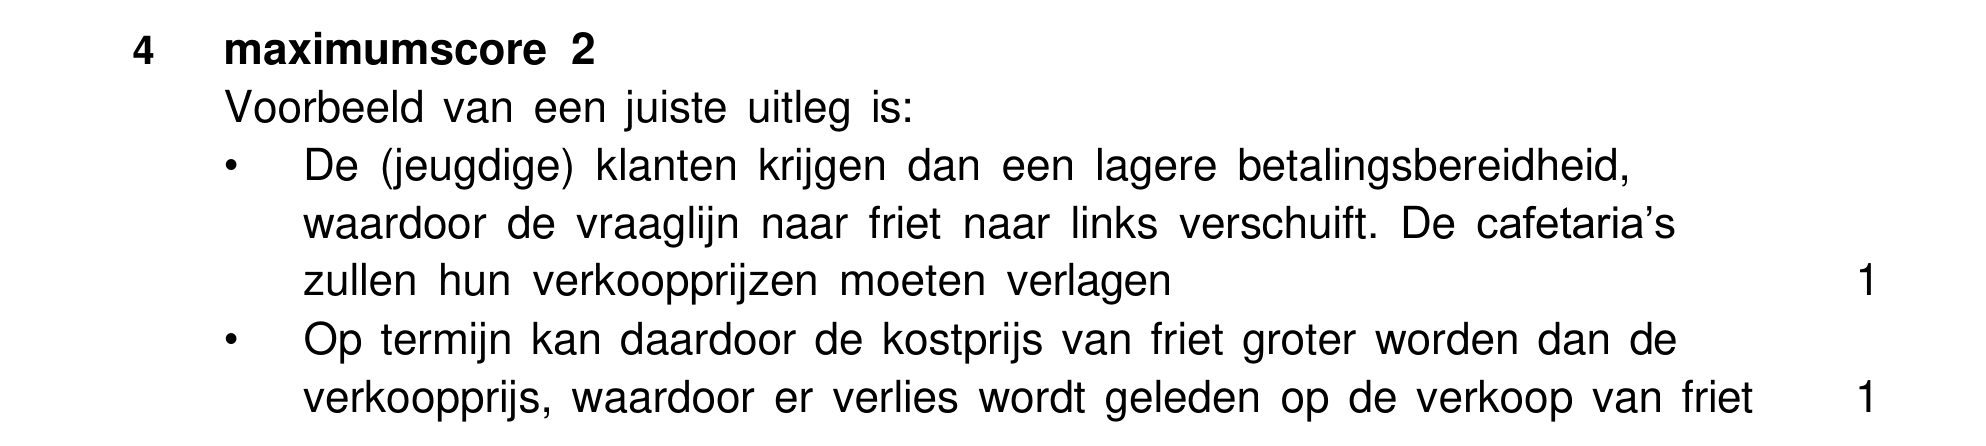 4 maximumscore 2
Voorbeeld van een juiste uitleg is:
• De (jeugdige) klanten krijgen dan een lagere betalingsbereidheid,
waardoor de vraaglijn naar friet naar links verschuift. De cafetaria’s
zullen hun verkoopprijzen moeten verlagen 1
• Op termijn kan daardoor de kostprijs van friet groter worden dan de
verkoopprijs, waardoor er verlies wordt geleden op de verkoop van friet 1